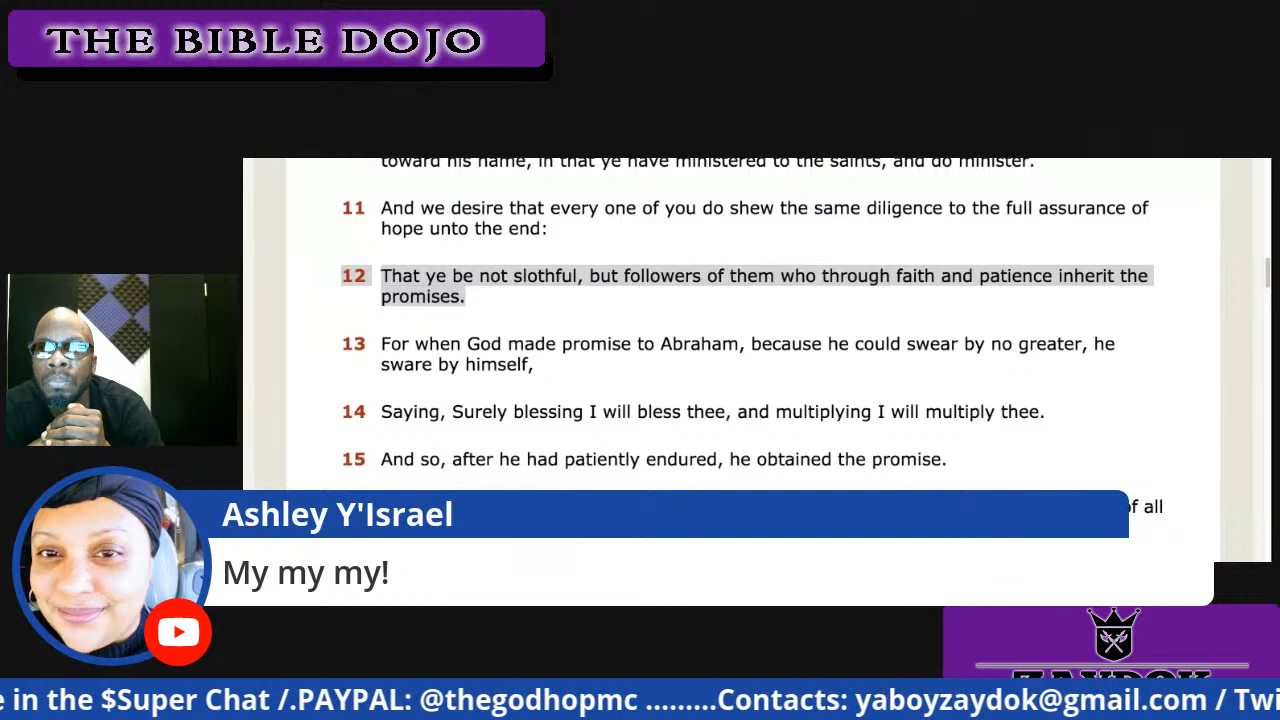 THE BIBLE DOJO
toward his name, in that ye have ministered to the saints, and do minister.
11 And we desire that every one of you do shew the same diligence to the full assurance of
hope unto the end:
12 That ye be not slothful, but followers of them who through faith and patience inherit the
promises.
13 For when God made promise to Abraham, because he could swear by no greater, he
sware by himself,
14 Saying, Surely blessing I will bless thee, and multiplying I will multiply thee.
15 And so, after he had patiently endured, he obtained the promise.
of all
Ashley Y'Israel
My my my!
ZAYDOK
e in the $Super Chat /.PAYPAL: @thegodhopmc .........Contacts: yaboyzaydok@gmail.com / Twi